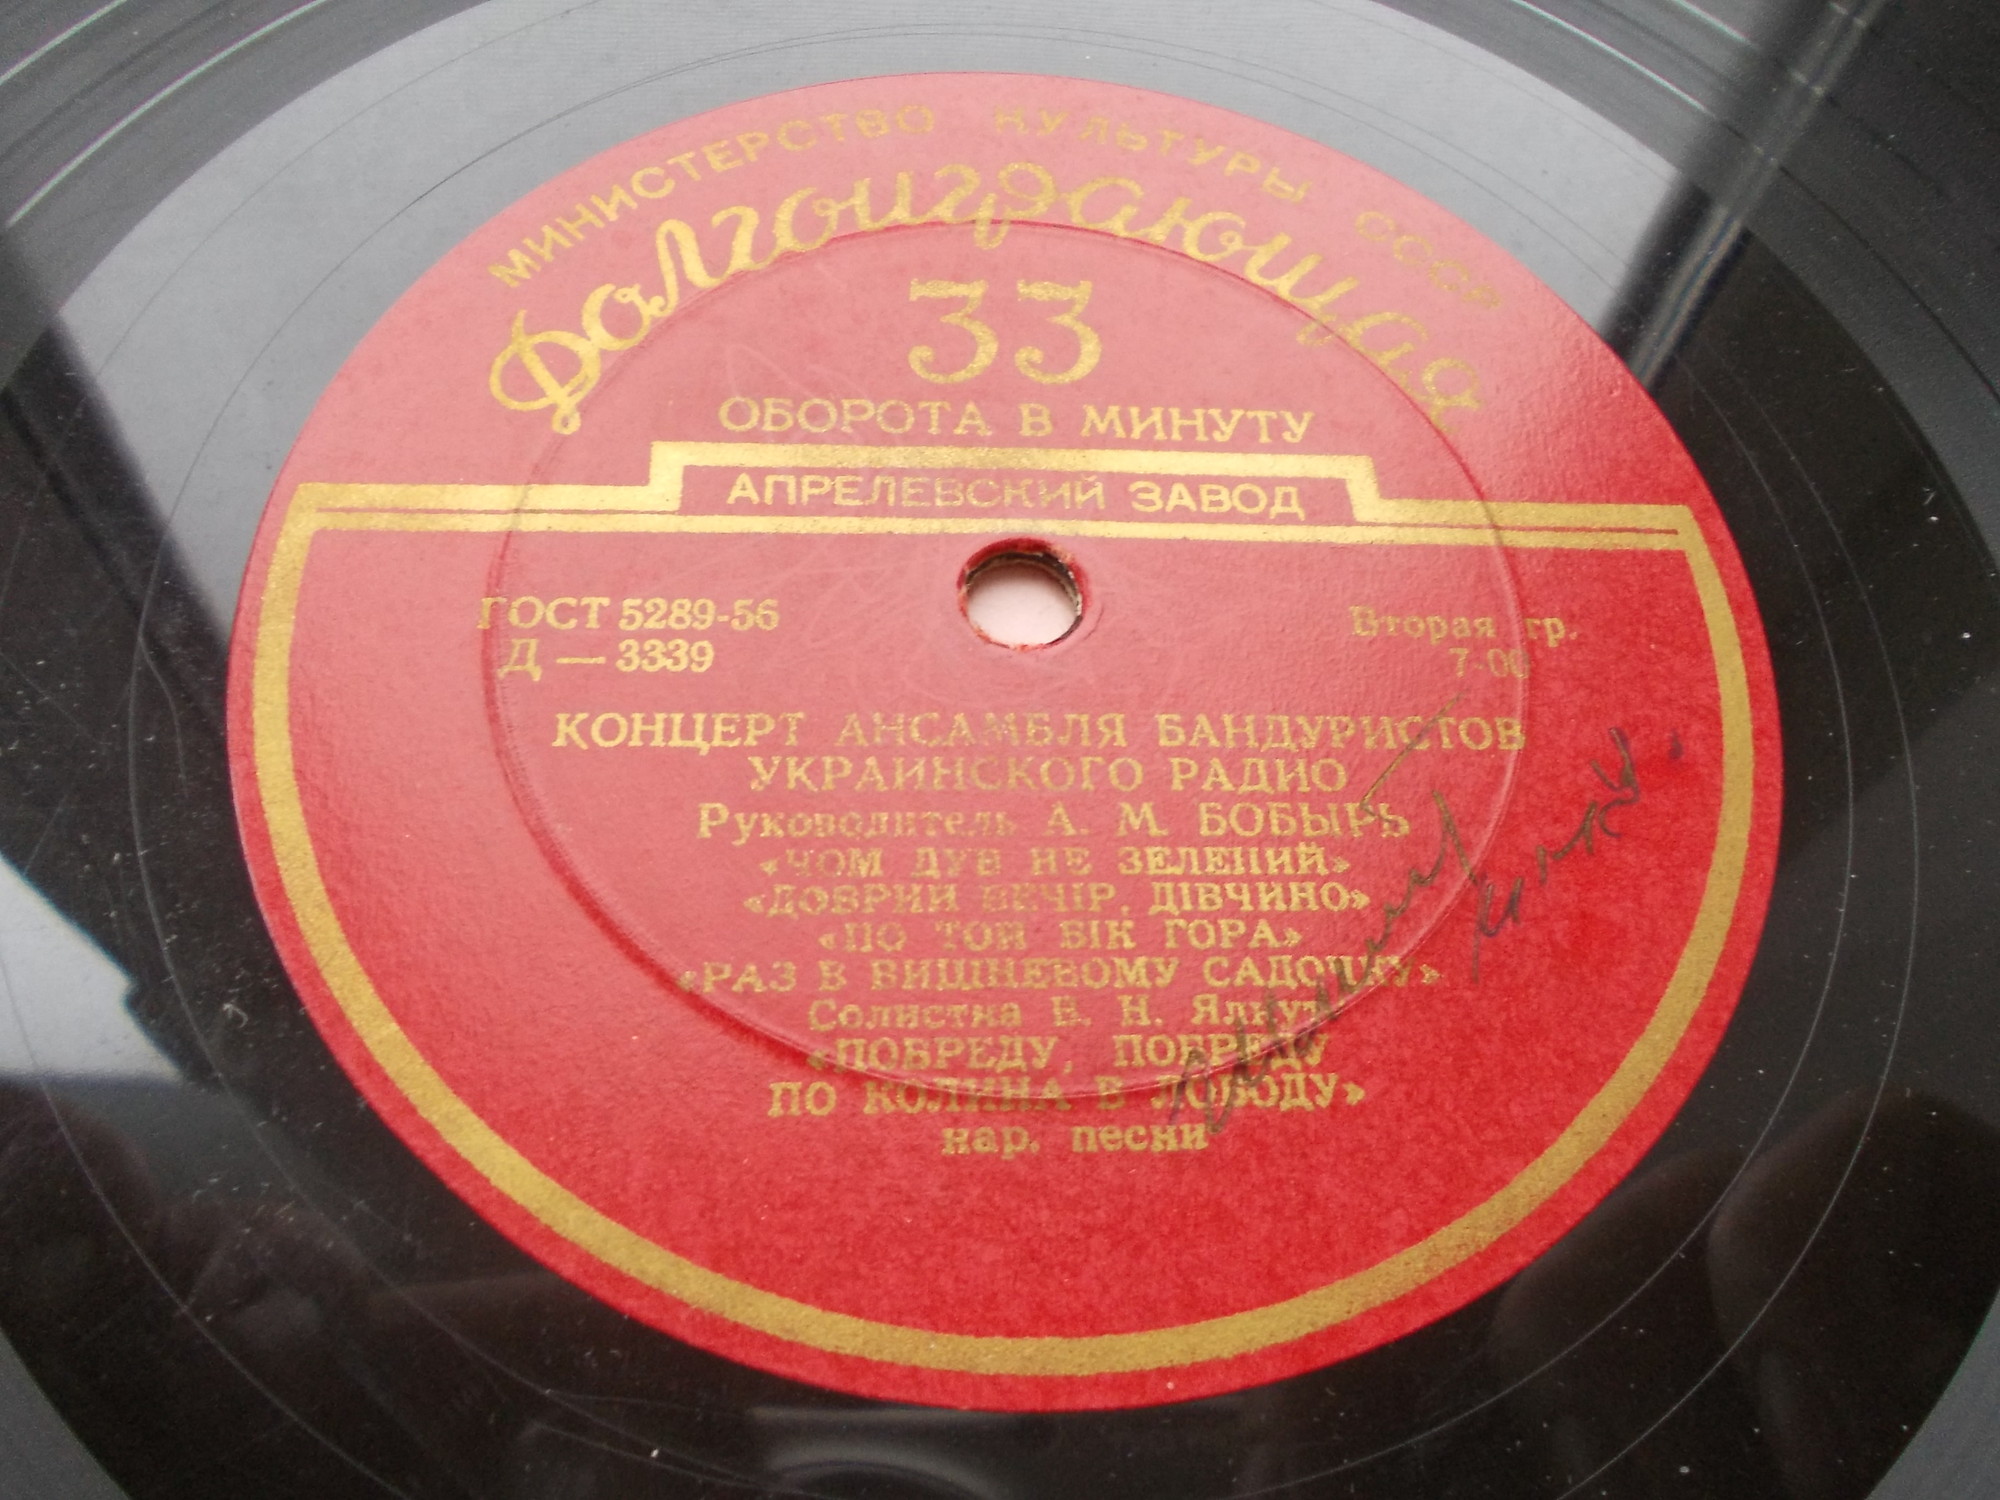 МИНИСТЕРСТВО КУЛЬТУРЫ СССР
Долгоиграющая
33
ОБОРОТА В МИНУТУ
АПРЕЛЕВСКИЙ ЗАВОД
ГОСТ 5289-56
Д — 3339
Вторая гр.
7-00
КОНЦЕРТ АНСАМБЛЯ БАНДУРИСТОВ
УКРАИНСКОГО РАДИО
Руководитель А. М. БОБЫРЬ
«ЧОМ ДУБ НЕ ЗЕЛЕНИЙ»
«ДОБРИЙ ВЕЧІР, ДІВЧИНО»
«ПО ТОЙ БІК ГОРА»
«РАЗ В ВИШНЕВОМУ САДОЧКУ»
Солистка В. Н. Ялкут
«ПОБРЕДУ, ПОБРЕДУ
ПО КОЛИНА В ЛОБОДУ»
нар. песни